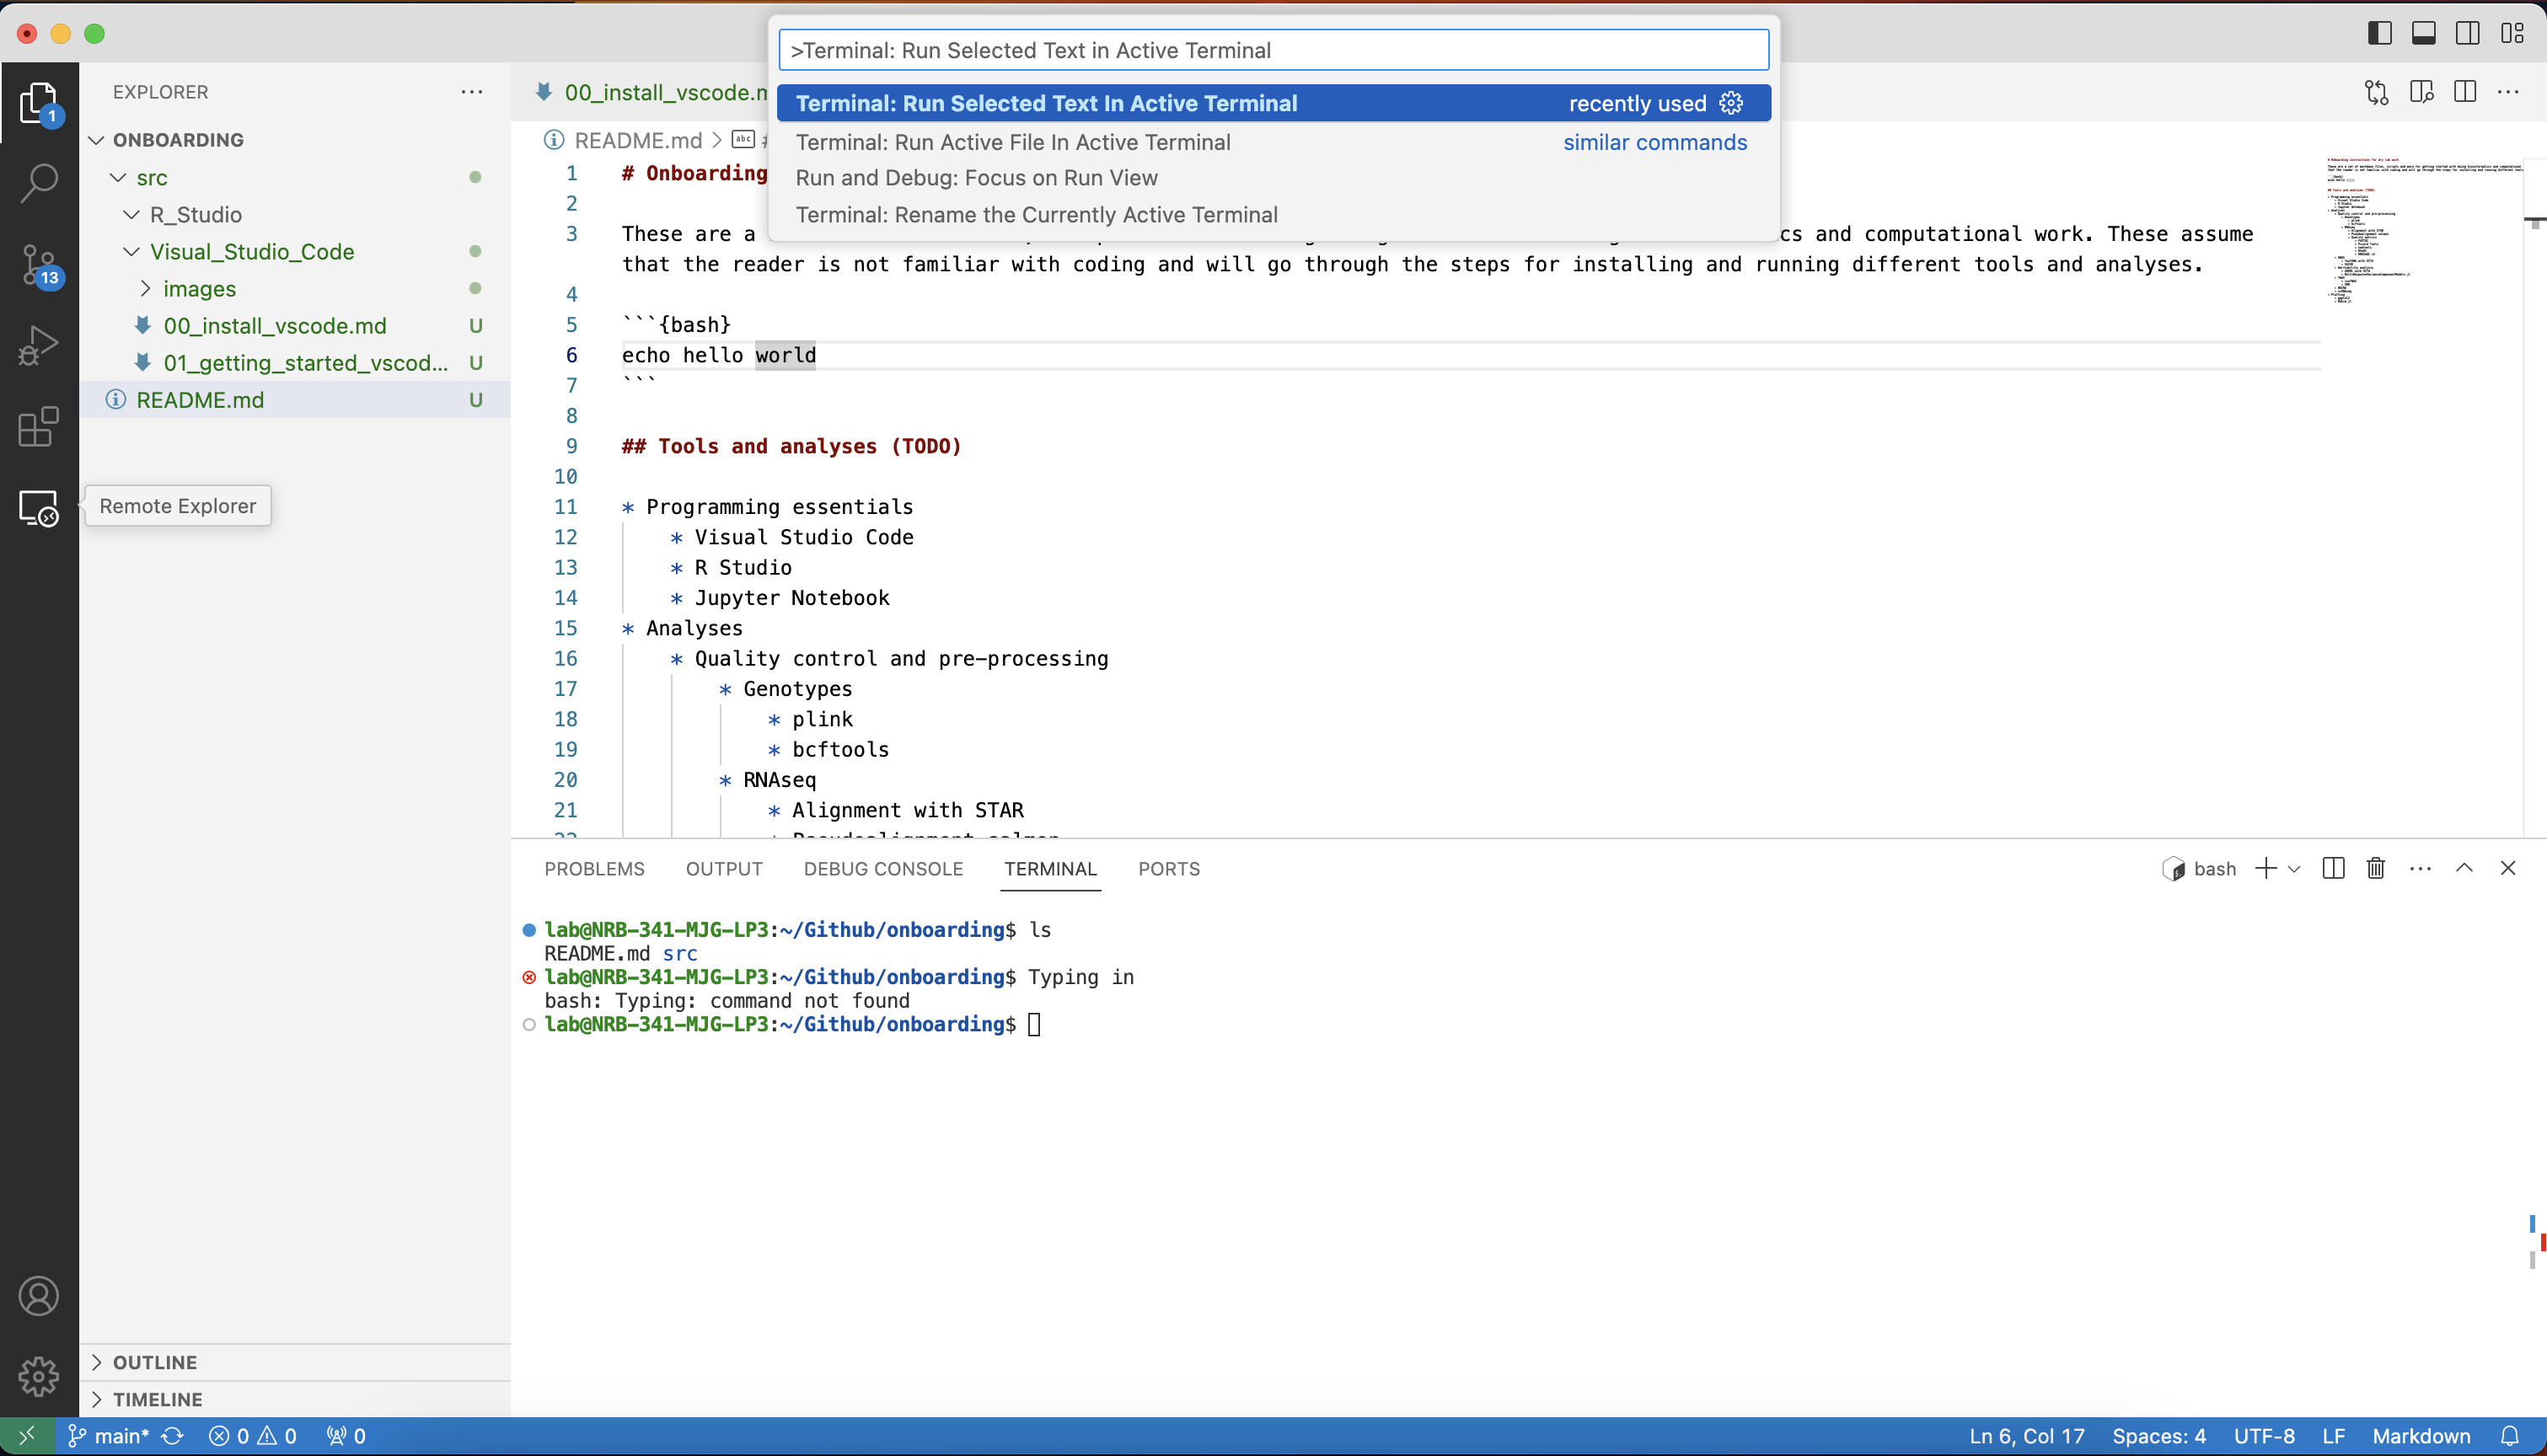 >Terminal: Run Selected Text in Active Terminal
Terminal: Run Selected Text In Active Terminal recently used
Terminal: Run Active File In Active Terminal similar commands
Run and Debug: Focus on Run View
Terminal: Rename the Currently Active Terminal
1
13
Remote Explorer
EXPLORER
ONBOARDING
src
R_Studio
Visual_Studio_Code
images
00_install_vscode.md U
01_getting_started_vscod... U
README.md U
OUTLINE
TIMELINE
00_install_vscode.m
README.md > abc #
1 # Onboarding
2
3 These are a cs and computational work. These assume
that the reader is not familiar with coding and will go through the steps for installing and running different tools and analyses.
4
5 ```{bash}
6 echo hello world
7 ```
8
9 ## Tools and analyses (TODO)
10
11 * Programming essentials
12 * Visual Studio Code
13 * R Studio
14 * Jupyter Notebook
15 * Analyses
16 * Quality control and pre-processing
17 * Genotypes
18 * plink
19 * bcftools
20 * RNAseq
21 * Alignment with STAR
PROBLEMS OUTPUT DEBUG CONSOLE TERMINAL PORTS bash
lab@NRB-341-MJG-LP3:~/Github/onboarding$ ls
README.md src
lab@NRB-341-MJG-LP3:~/Github/onboarding$ Typing in
bash: Typing: command not found
lab@NRB-341-MJG-LP3:~/Github/onboarding$
main* 0 0 0 Ln 6, Col 17 Spaces: 4 UTF-8 LF Markdown